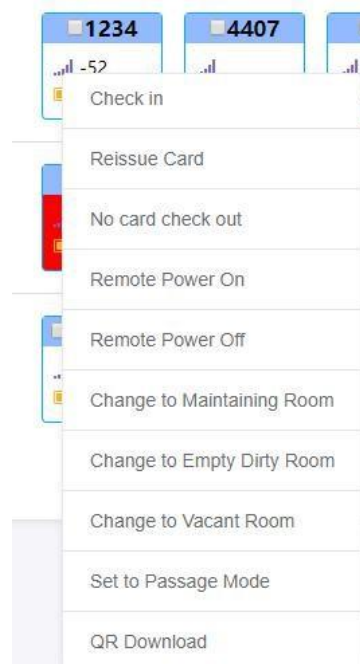 1234
4407
-52
Check in
Reissue Card
No card check out
Remote Power On
Remote Power Off
Change to Maintaining Room
Change to Empty Dirty Room
Change to Vacant Room
Set to Passage Mode
QR Download